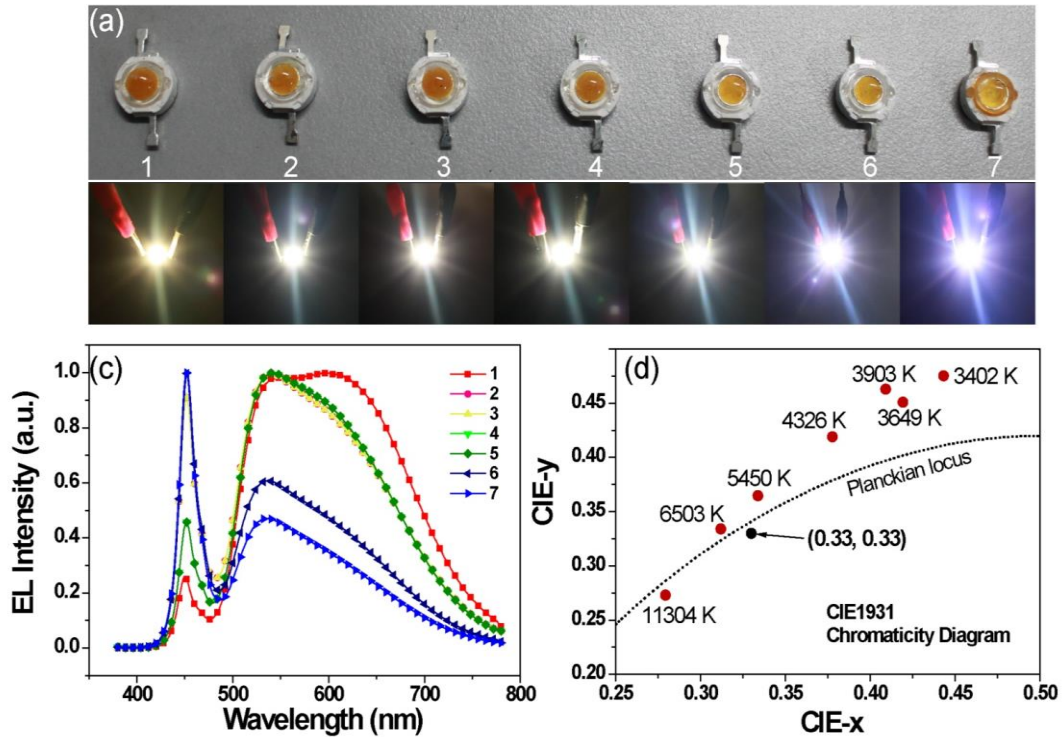 (a)
1 2 3 4 5 6 7
(c)
EL Intensity (a.u.)
1.0
0.8
0.6
0.4
0.2
0.0
1
2
3
4
5
6
7
400 500 600 700 800
Wavelength (nm)
(d)
CIE-y
0.45
0.40
0.35
0.30
0.25
0.20
3903 K
3402 K
3649 K
4326 K
5450 K
6503 K
11304 K
Planckian locus
(0.33, 0.33)
CIE1931
Chromaticity Diagram
0.25 0.30 0.35 0.40 0.45 0.50
CIE-x